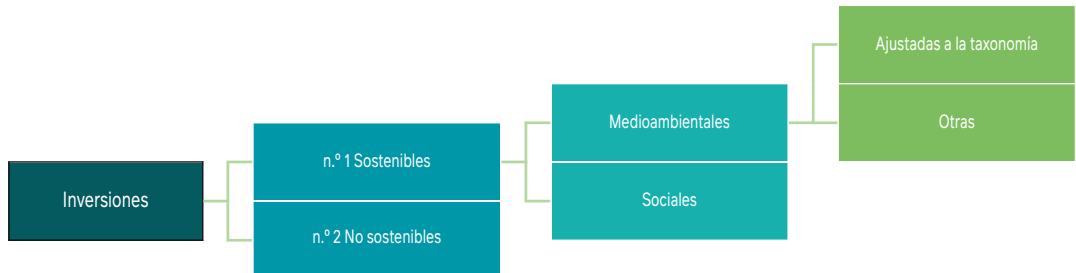 Inversiones
n.º 1 Sostenibles
n.º 2 No sostenibles
Medioambientales
Sociales
Ajustadas a la taxonomía
Otras